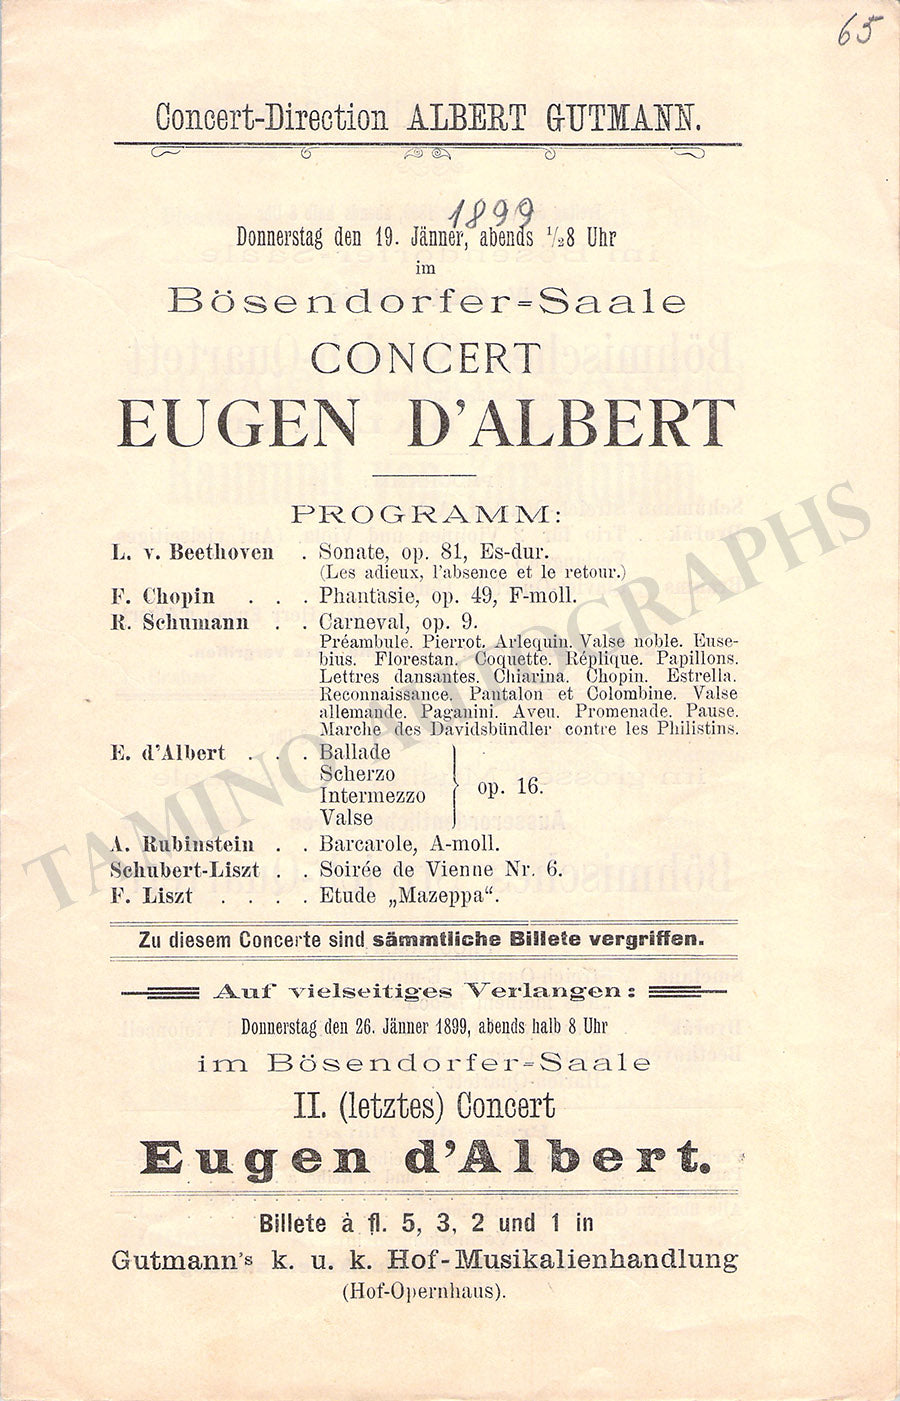 65
Concert-Direction ALBERT GUTMANN.
1899
Donnerstag den 19. Jänner, abends 1/28 Uhr
im
Bösendorfer-Saale
CONCERT
EUGEN D'ALBERT
PROGRAMM:
L. v. Beethoven . Sonate, op. 81, Es-dur.
(Les adieux, l'absence et le retour.)
F. Chopin . . . Phantasie, op. 49, F-moll.
R. Schumann . . Carneval, op. 9.
Préambule. Pierrot. Arlequin. Valse noble. Euse-
bius. Florestan. Coquette. Réplique. Papillons.
Lettres dansantes. Chiarina. Chopin. Estrella.
Reconnaissance. Pantalon et Colombine. Valse
allemande. Paganini. Aveu. Promenade. Pause.
Marche des Davidsbündler contre les Philistins.
E. d'Albert . . . Ballade
Scherzo
Intermezzo
Valse
op. 16.
A. Rubinstein . . Barcarole, A-moll.
Schubert-Liszt . . Soirée de Vienne Nr. 6.
F. Liszt . . . . Etude „Mazeppa“.
Zu diesem Concerte sind sämmtliche Billete vergriffen.
Auf vielseitiges Verlangen:
Donnerstag den 26. Jänner 1899, abends halb 8 Uhr
im Bösendorfer-Saale
II. (letztes) Concert
Eugen d'Albert.
Billete à fl. 5, 3, 2 und 1 in
Gutmann's k. u. k. Hof-Musikalienhandlung
(Hof-Opernhaus).
TAMINO AUTOGRAPHS